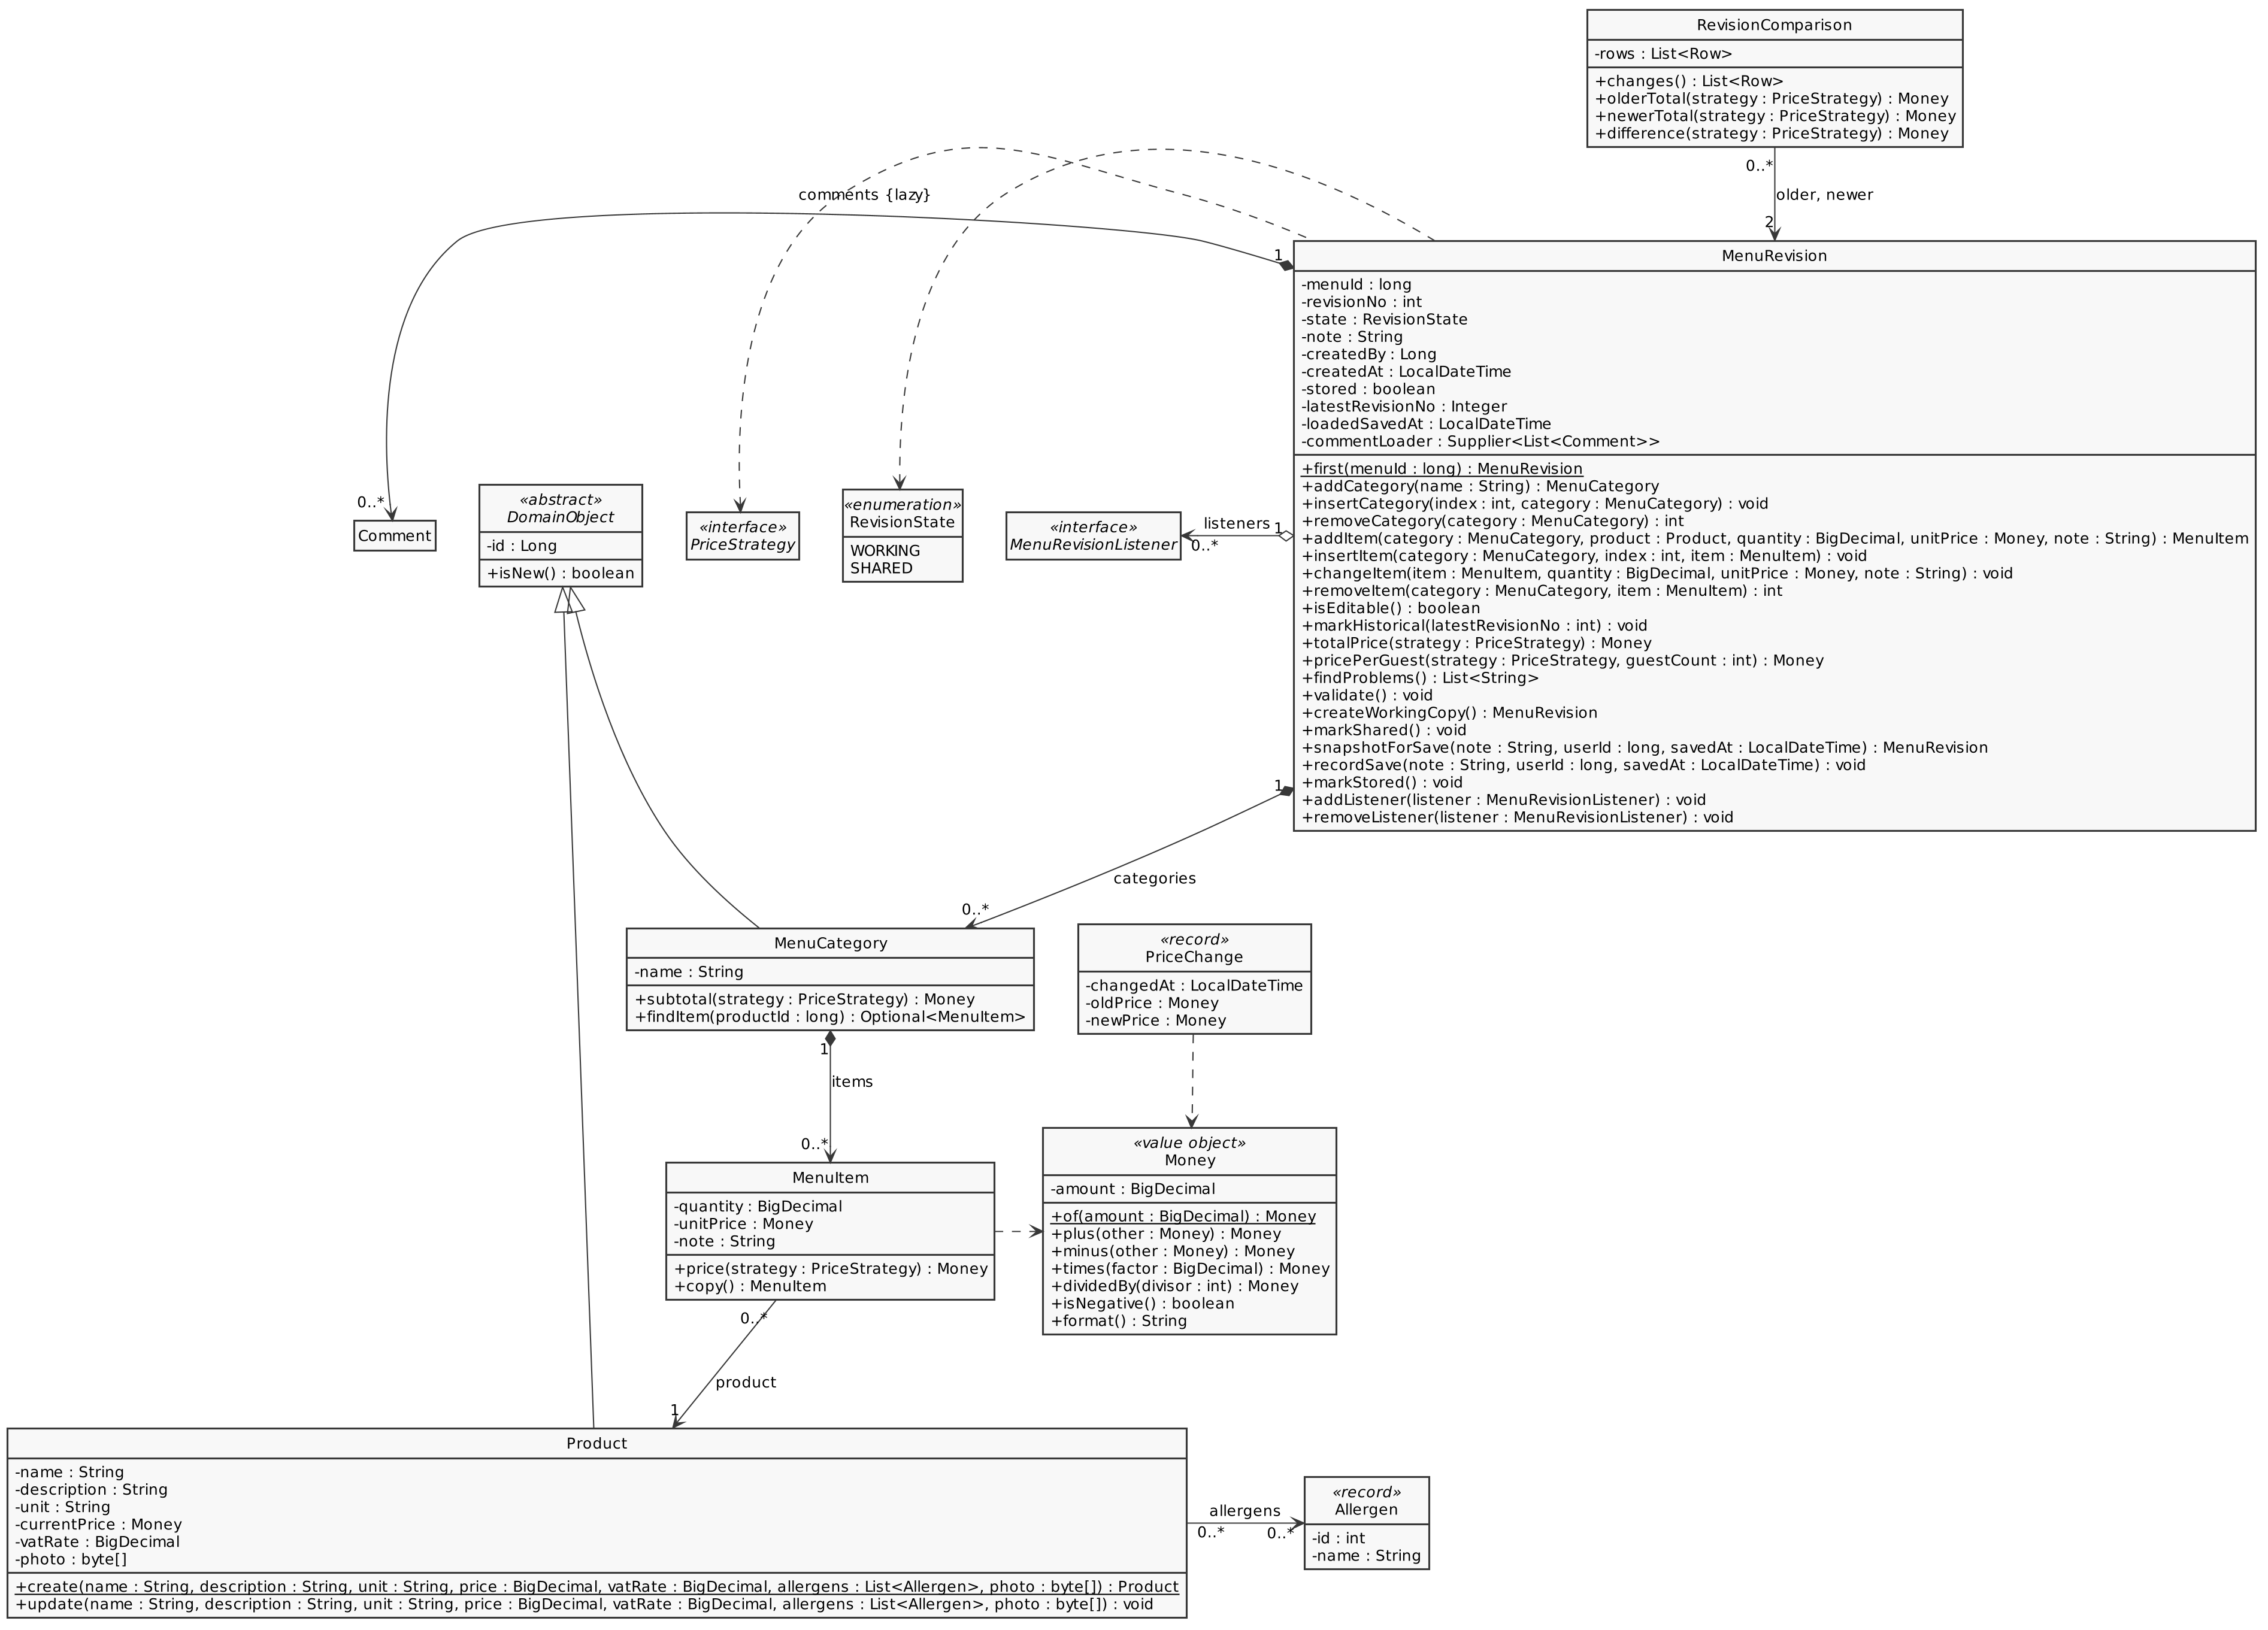 RevisionComparison
-rows : List<Row>
+changes() : List<Row>
+olderTotal(strategy : PriceStrategy) : Money
+newerTotal(strategy : PriceStrategy) : Money
+difference(strategy : PriceStrategy) : Money
0..*
older, newer
2
comments {lazy}
1
0..*
Comment
«abstract»
DomainObject
-id : Long
+isNew() : boolean
«interface»
PriceStrategy
«enumeration»
RevisionState
WORKING
SHARED
«interface»
MenuRevisionListener
listeners
0..*
1
MenuRevision
-menuId : long
-revisionNo : int
-state : RevisionState
-note : String
-createdBy : Long
-createdAt : LocalDateTime
-stored : boolean
-latestRevisionNo : Integer
-loadedSavedAt : LocalDateTime
-commentLoader : Supplier<List<Comment>>
+first(menuId : long) : MenuRevision
+addCategory(name : String) : MenuCategory
+insertCategory(index : int, category : MenuCategory) : void
+removeCategory(category : MenuCategory) : int
+addItem(category : MenuCategory, product : Product, quantity : BigDecimal, unitPrice : Money, note : String) : MenuItem
+insertItem(category : MenuCategory, index : int, item : MenuItem) : void
+changeItem(item : MenuItem, quantity : BigDecimal, unitPrice : Money, note : String) : void
+removeItem(category : MenuCategory, item : MenuItem) : int
+isEditable() : boolean
+markHistorical(latestRevisionNo : int) : void
+totalPrice(strategy : PriceStrategy) : Money
+pricePerGuest(strategy : PriceStrategy, guestCount : int) : Money
+findProblems() : List<String>
+validate() : void
+createWorkingCopy() : MenuRevision
+markShared() : void
+snapshotForSave(note : String, userId : long, savedAt : LocalDateTime) : MenuRevision
+recordSave(note : String, userId : long, savedAt : LocalDateTime) : void
+markStored() : void
+addListener(listener : MenuRevisionListener) : void
+removeListener(listener : MenuRevisionListener) : void
1
categories
0..*
MenuCategory
-name : String
+subtotal(strategy : PriceStrategy) : Money
+findItem(productId : long) : Optional<MenuItem>
1
items
0..*
«record»
PriceChange
-changedAt : LocalDateTime
-oldPrice : Money
-newPrice : Money
MenuItem
-quantity : BigDecimal
-unitPrice : Money
-note : String
+price(strategy : PriceStrategy) : Money
+copy() : MenuItem
«value object»
Money
-amount : BigDecimal
+of(amount : BigDecimal) : Money
+plus(other : Money) : Money
+minus(other : Money) : Money
+times(factor : BigDecimal) : Money
+dividedBy(divisor : int) : Money
+isNegative() : boolean
+format() : String
0..*
product
1
Product
-name : String
-description : String
-unit : String
-currentPrice : Money
-vatRate : BigDecimal
-photo : byte[]
+create(name : String, description : String, unit : String, price : BigDecimal, vatRate : BigDecimal, allergens : List<Allergen>, photo : byte[]) : Product
+update(name : String, description : String, unit : String, price : BigDecimal, vatRate : BigDecimal, allergens : List<Allergen>, photo : byte[]) : void
allergens
0..*
0..*
«record»
Allergen
-id : int
-name : String